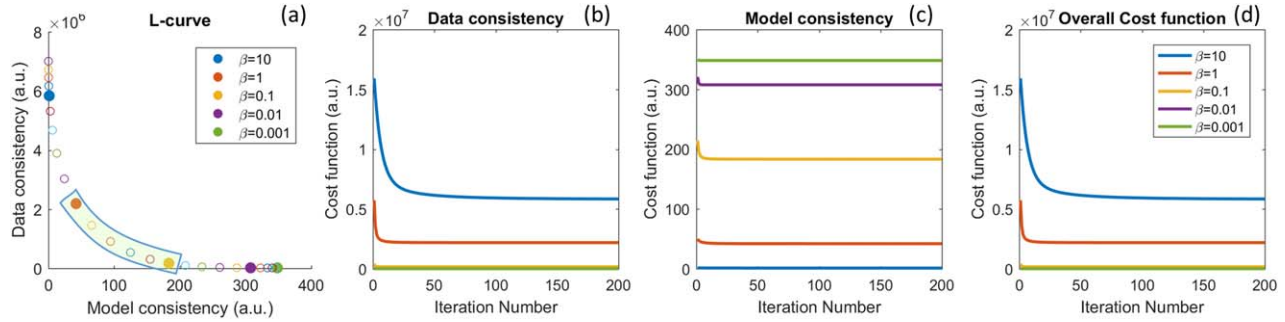 L-curve
(a)
×10⁶
8
6
4
2
0
0
100
200
300
400
Data consistency (a.u.)
Model consistency (a.u.)
β=10
β=1
β=0.1
β=0.01
β=0.001
(b)
×10⁷
Data consistency
2
1.5
1
0.5
0
0
50
100
150
200
Cost function (a.u.)
Iteration Number
Model consistency
(c)
400
300
200
100
0
0
50
100
150
200
Cost function (a.u.)
Iteration Number
×10⁷
Overall Cost function
(d)
2
1.5
1
0.5
0
0
50
100
150
200
Cost function (a.u.)
Iteration Number
β=10
β=1
β=0.1
β=0.01
β=0.001